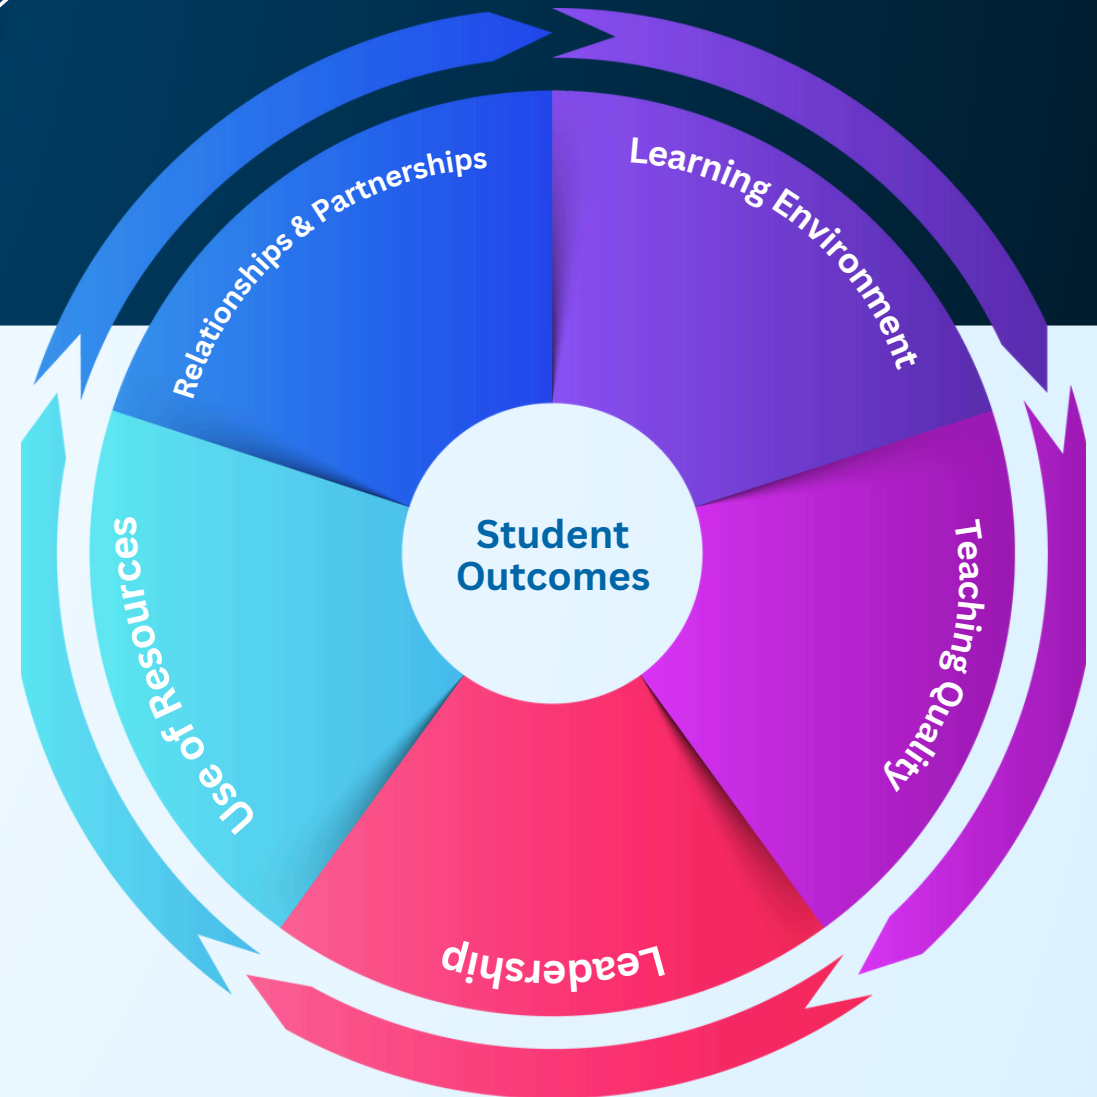 Relationships & Partnerships
Learning Environment
Student
Outcomes
Teaching Quality
Use of Resources
Leadership